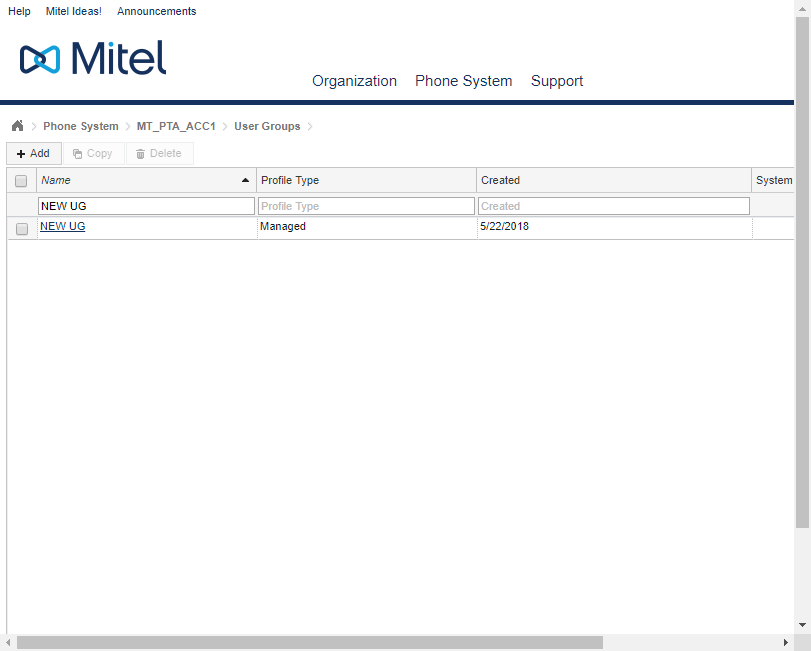 Help Mitel Ideas! Announcements
Mitel
Organization Phone System Support
Phone System MT_PTA_ACC1 User Groups
Add Copy Delete
Name Profile Type Created System
NEW UG Profile Type Created
NEW UG Managed 5/22/2018